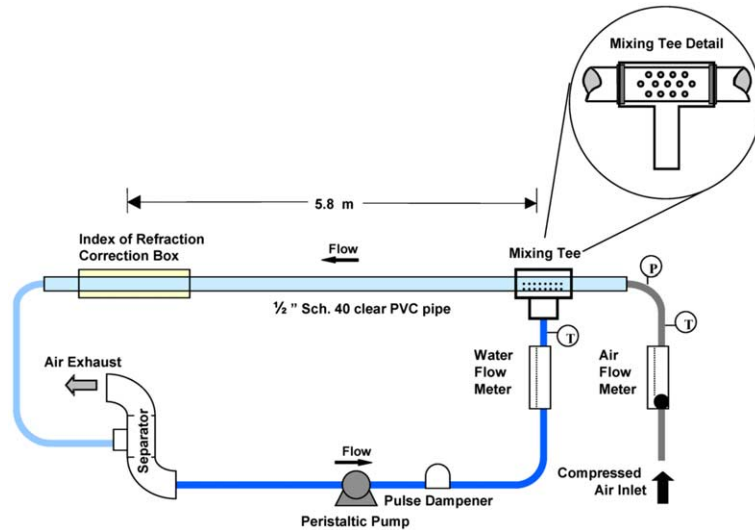 Mixing Tee Detail
5.8 m
Index of Refraction
Correction Box
Flow
Mixing Tee
P
½ " Sch. 40 clear PVC pipe
T
T
Air Exhaust
Water
Flow
Meter
Air
Flow
Meter
Separator
Flow
Pulse Dampener
Peristaltic Pump
Compressed
Air Inlet